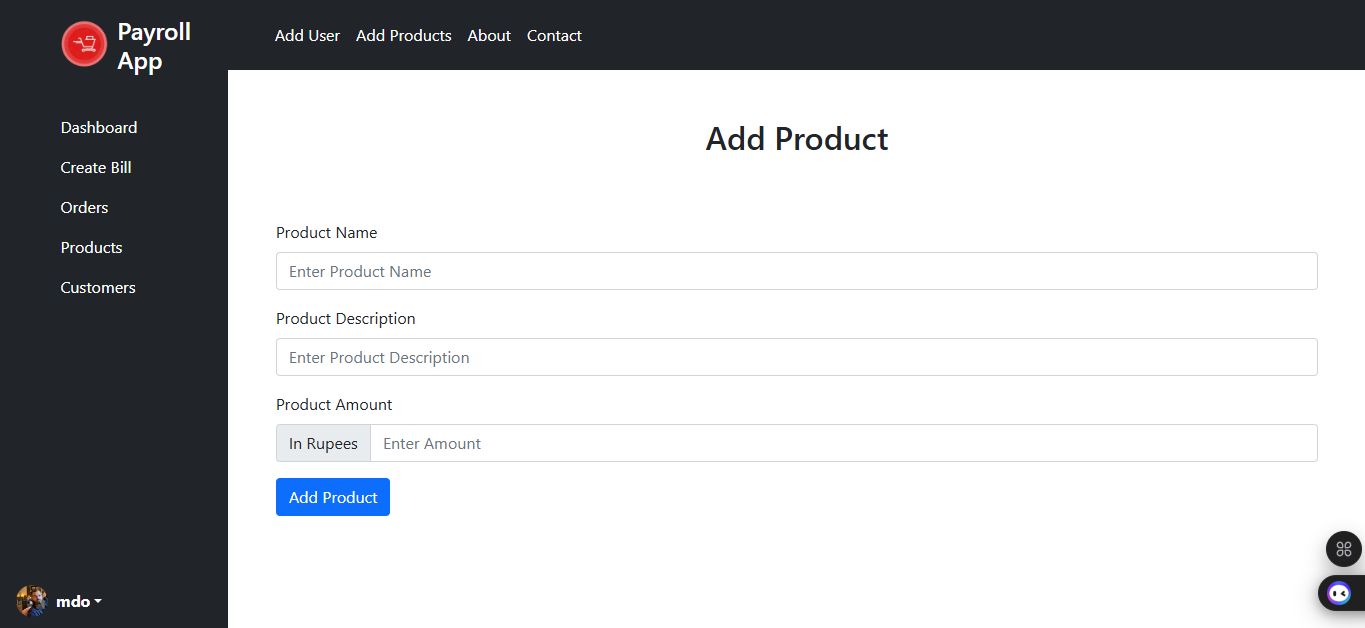 Payroll
App
Add User Add Products About Contact
Dashboard
Create Bill
Orders
Products
Customers
mdo
Add Product
Product Name
Enter Product Name
Product Description
Enter Product Description
Product Amount
In Rupees Enter Amount
Add Product